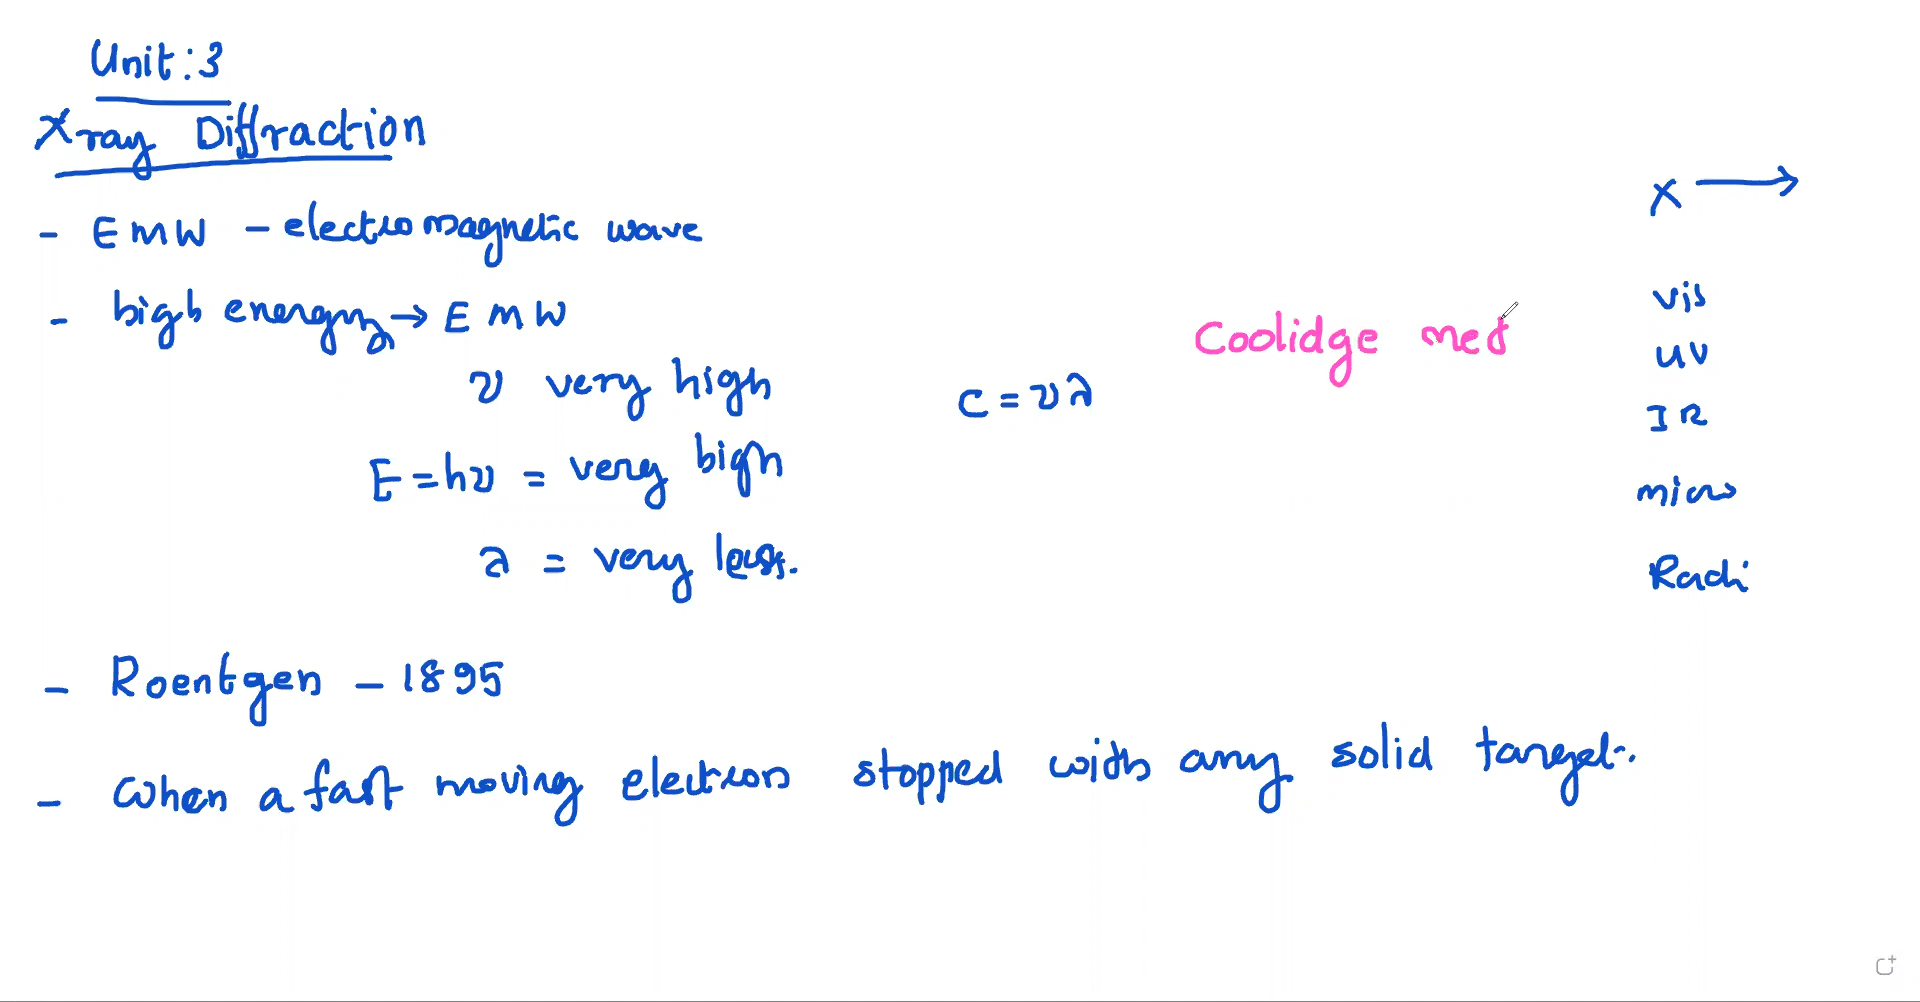 Unit:3
Xray Diffraction
- EMW - electromagnetic wave
- high energy → EMW
ν very high
E = hν = very high
λ = very less.
c = νλ
Coolidge met
X →
vis
UV
IR
micro
Radi
- Roentgen - 1895
- When a fast moving electron stopped with any solid target.